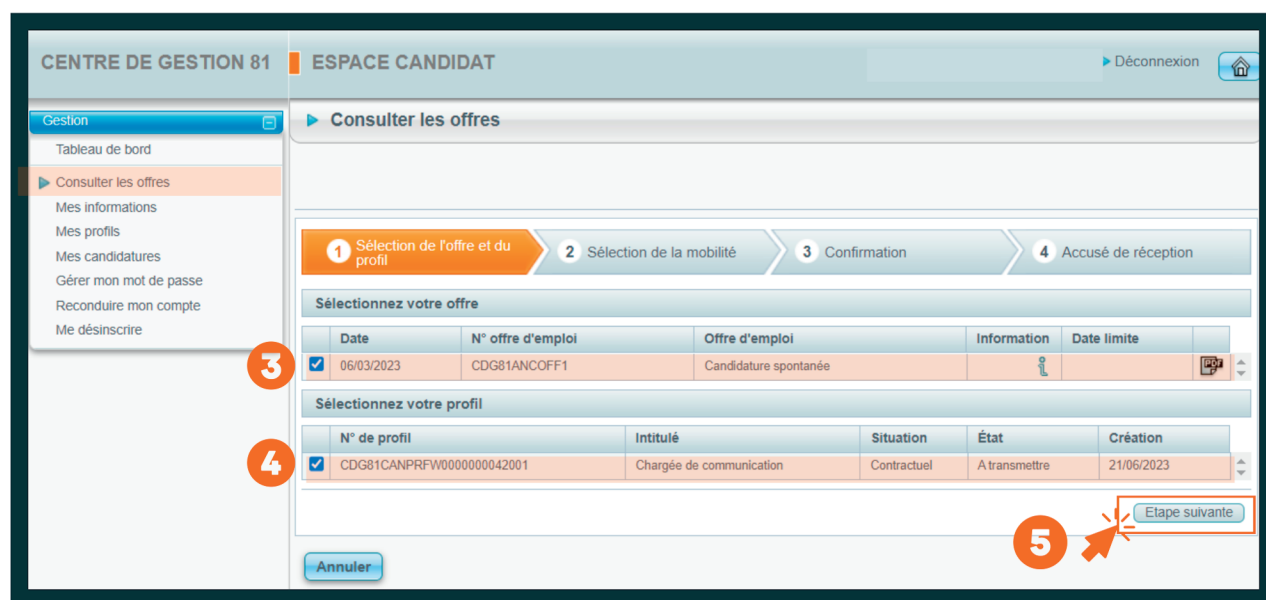 CENTRE DE GESTION 81
ESPACE CANDIDAT
Déconnexion
Gestion
Tableau de bord
Consulter les offres
Mes informations
Mes profils
Mes candidatures
Gérer mon mot de passe
Reconduire mon compte
Me désinscrire
Consulter les offres
1 Sélection de l'offre et du
profil
2 Sélection de la mobilité
3 Confirmation
4 Accusé de réception
Sélectionnez votre offre
Date N° offre d'emploi Offre d'emploi Information Date limite
3 06/03/2023 CDG81ANCOFF1 Candidature spontanée i PDF
Sélectionnez votre profil
N° de profil Intitulé Situation État Création
4 CDG81CANPRFW0000000042001 Chargée de communication Contractuel A transmettre 21/06/2023
Etape suivante
5
Annuler